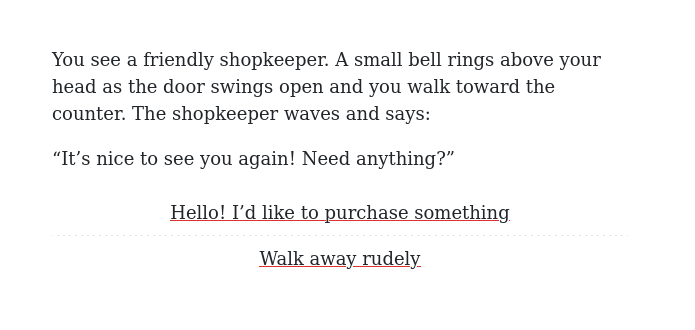 You see a friendly shopkeeper. A small bell rings above your
head as the door swings open and you walk toward the
counter. The shopkeeper waves and says:
“It’s nice to see you again! Need anything?”
Hello! I’d like to purchase something
Walk away rudely